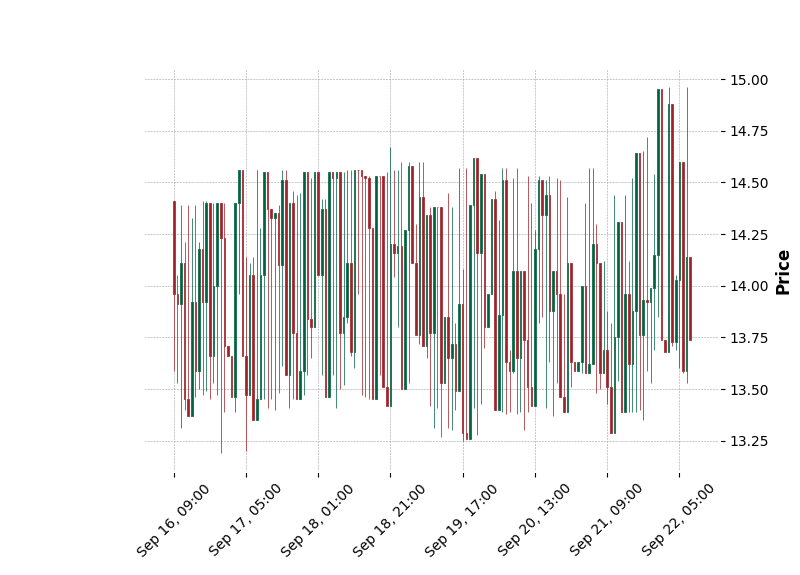 15.00
14.75
14.50
14.25
14.00
13.75
13.50
13.25
Price
Sep 16, 09:00
Sep 17, 05:00
Sep 18, 01:00
Sep 18, 21:00
Sep 19, 17:00
Sep 20, 13:00
Sep 21, 09:00
Sep 22, 05:00